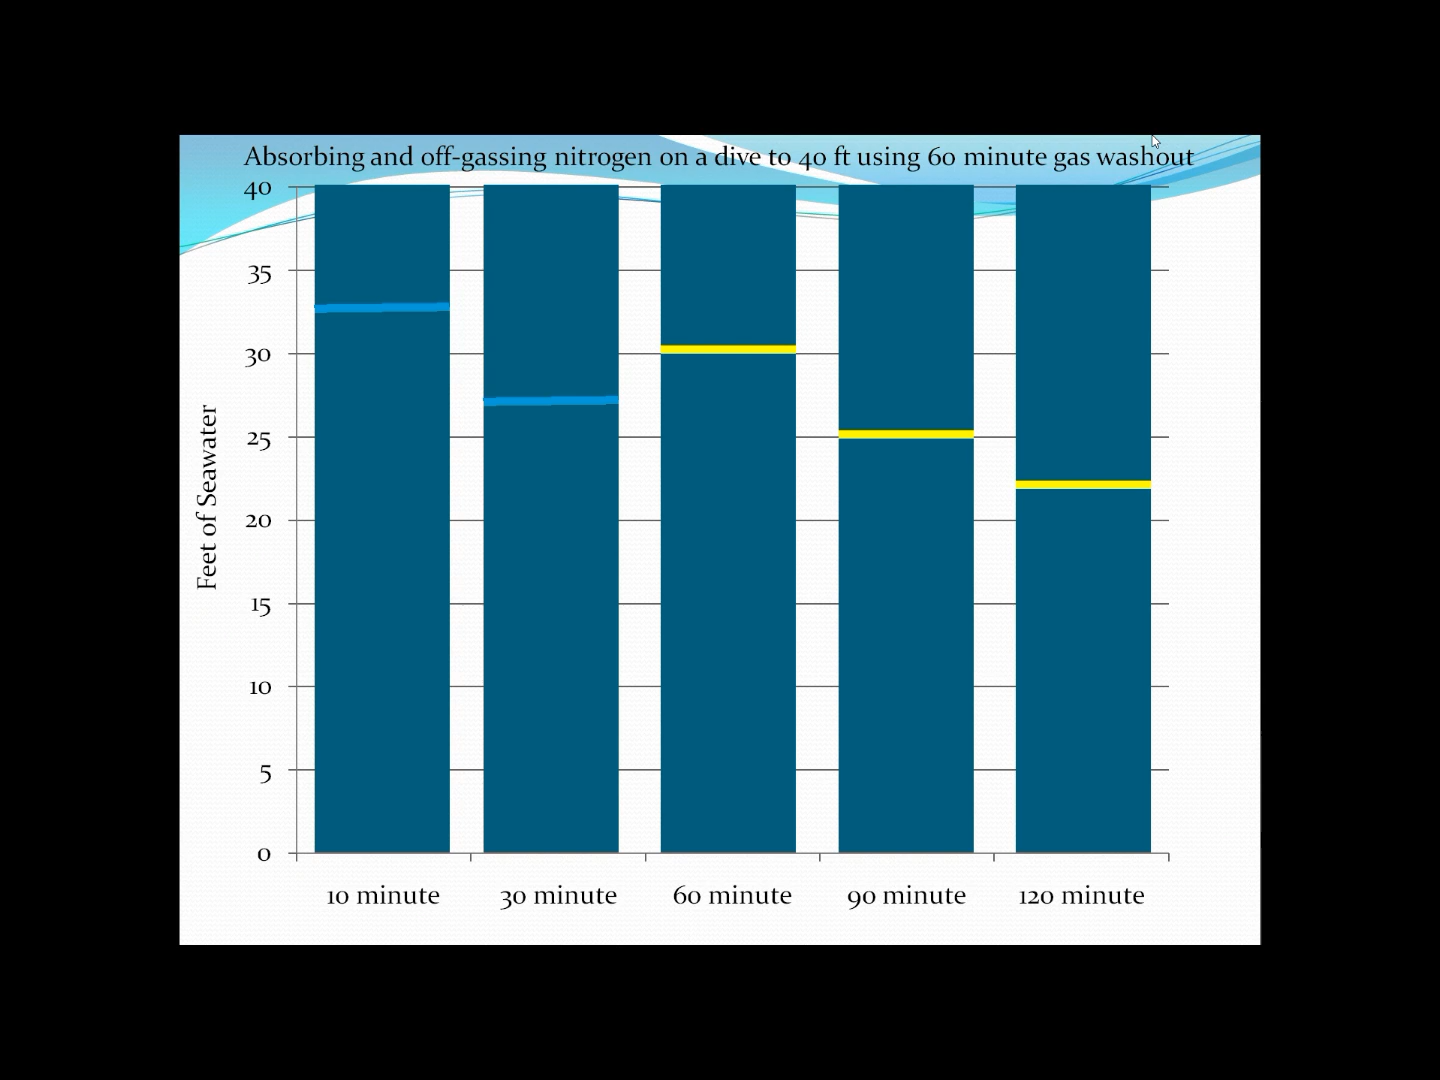 Absorbing and off-gassing nitrogen on a dive to 40 ft using 60 minute gas washout
40
35
30
25
20
15
10
5
0
Feet of Seawater
10 minute
30 minute
60 minute
90 minute
120 minute